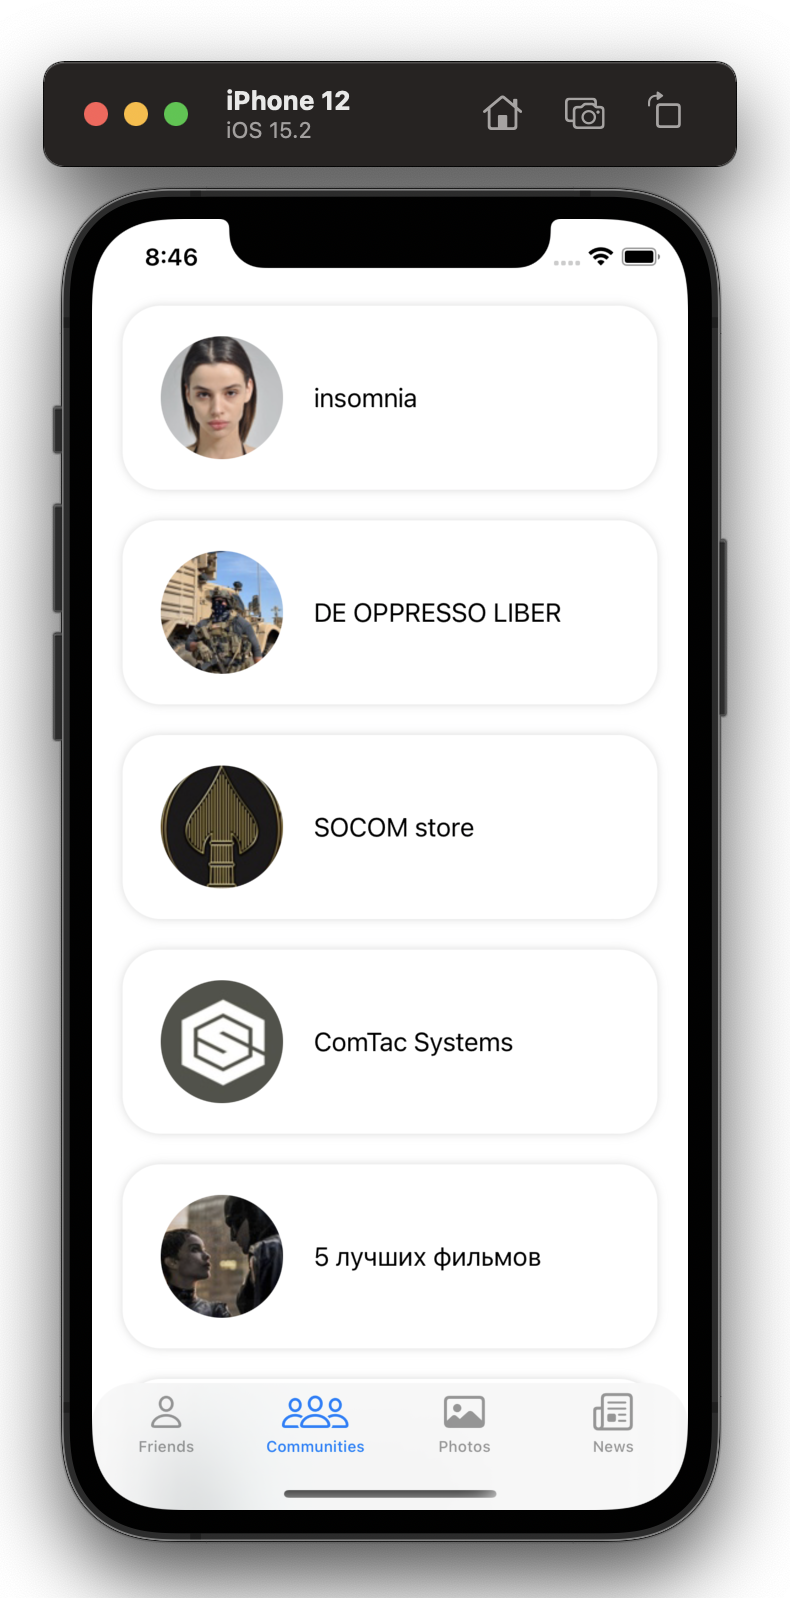 iPhone 12
iOS 15.2
8:46
insomnia
DE OPPRESSO LIBER
SOCOM store
ComTac Systems
5 лучших фильмов
Friends
Communities
Photos
News